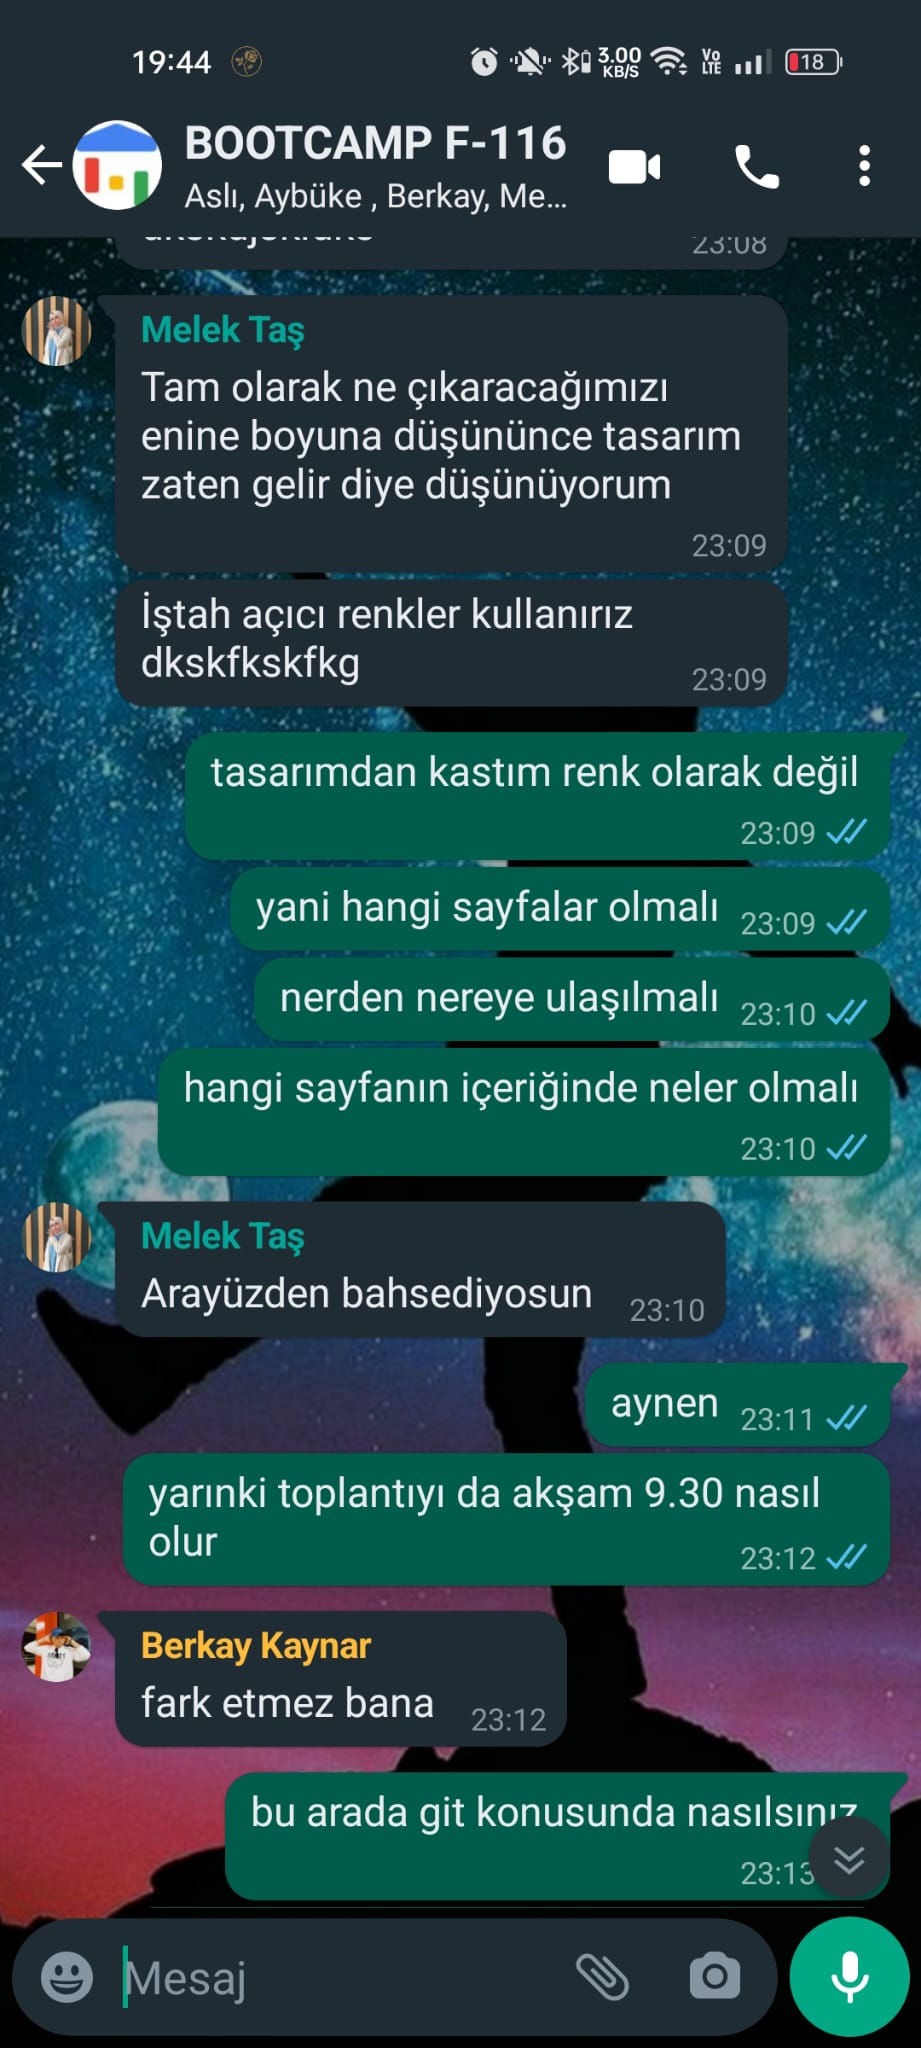 19:44
3.00
KB/S
Vo
LTE
18
BOOTCAMP F-116
Aslı, Aybüke , Berkay, Me...
23:08
Melek Taş
Tam olarak ne çıkaracağımızı
enine boyuna düşününce tasarım
zaten gelir diye düşünüyorum
23:09
İştah açıcı renkler kullanırız
dkskfkskfkg
23:09
tasarımdan kastım renk olarak değil
23:09
yani hangi sayfalar olmalı 23:09
nerden nereye ulaşılmalı 23:10
hangi sayfanın içeriğinde neler olmalı
23:10
Melek Taş
Arayüzden bahsediyosun 23:10
aynen 23:11
yarınki toplantıyı da akşam 9.30 nasıl
olur
23:12
Berkay Kaynar
fark etmez bana 23:12
bu arada git konusunda nasılsınız
23:13
Mesaj